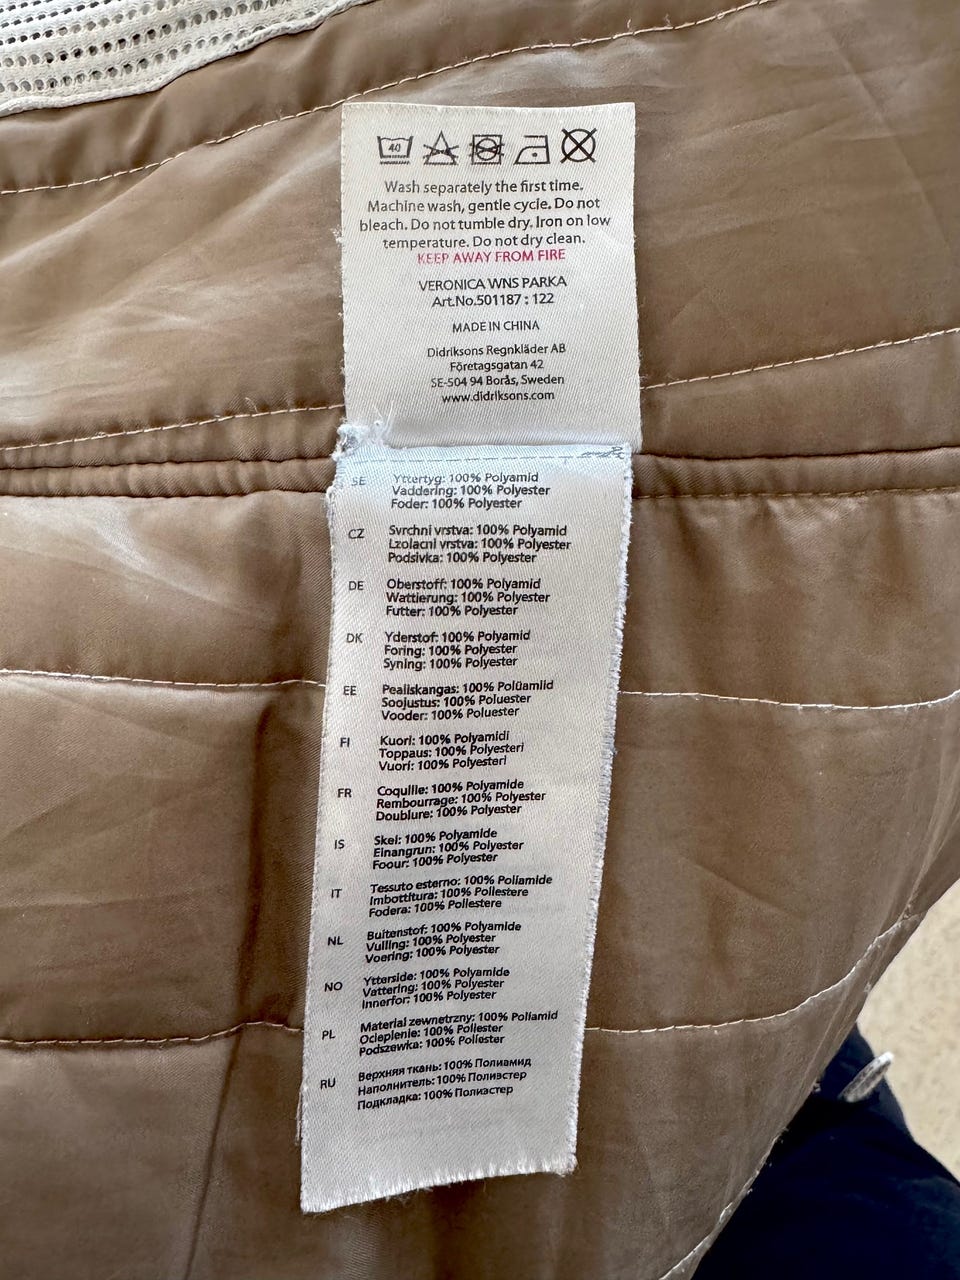 40
Wash separately the first time.
Machine wash, gentle cycle. Do not
bleach. Do not tumble dry. Iron on low
temperature. Do not dry clean.
KEEP AWAY FROM FIRE
VERONICA WNS PARKA
Art.No.501187 : 122
MADE IN CHINA
Didriksons Regnkläder AB
Företagsgatan 42
SE-504 94 Borås, Sweden
www.didriksons.com
SE Yttertyg: 100% Polyamid
Vaddering: 100% Polyester
Foder: 100% Polyester
CZ Svrchni vrstva: 100% Polyamid
Lzolacni vrstva: 100% Polyester
Podsivka: 100% Polyester
DE Oberstoff: 100% Polyamid
Wattierung: 100% Polyester
Futter: 100% Polyester
DK Yderstof: 100% Polyamid
Foring: 100% Polyester
Syning: 100% Polyester
EE Pealiskangas: 100% Polüamiid
Soojustus: 100% Poluester
Vooder: 100% Poluester
FI Kuori: 100% Polyamidi
Toppaus: 100% Polyesteri
Vuori: 100% Polyesteri
FR Coquille: 100% Polyamide
Rembourrage: 100% Polyester
Doublure: 100% Polyester
IS Skel: 100% Polyamide
Einangrun: 100% Polyester
Foour: 100% Polyester
IT Tessuto esterno: 100% Poliamide
Imbottitura: 100% Poliestere
Fodera: 100% Poliestere
NL Buitenstof: 100% Polyamide
Vulling: 100% Polyester
Voering: 100% Polyester
NO Ytterside: 100% Polyamide
Vattering: 100% Polyester
Innerfor: 100% Polyester
PL Material zewnetrzny: 100% Poliamid
Ocieplenie: 100% Poliester
Podszewka: 100% Poliester
RU Верхняя ткань: 100% Полиамид
Наполнитель: 100% Полиэстер
Подкладка: 100% Полиэстер